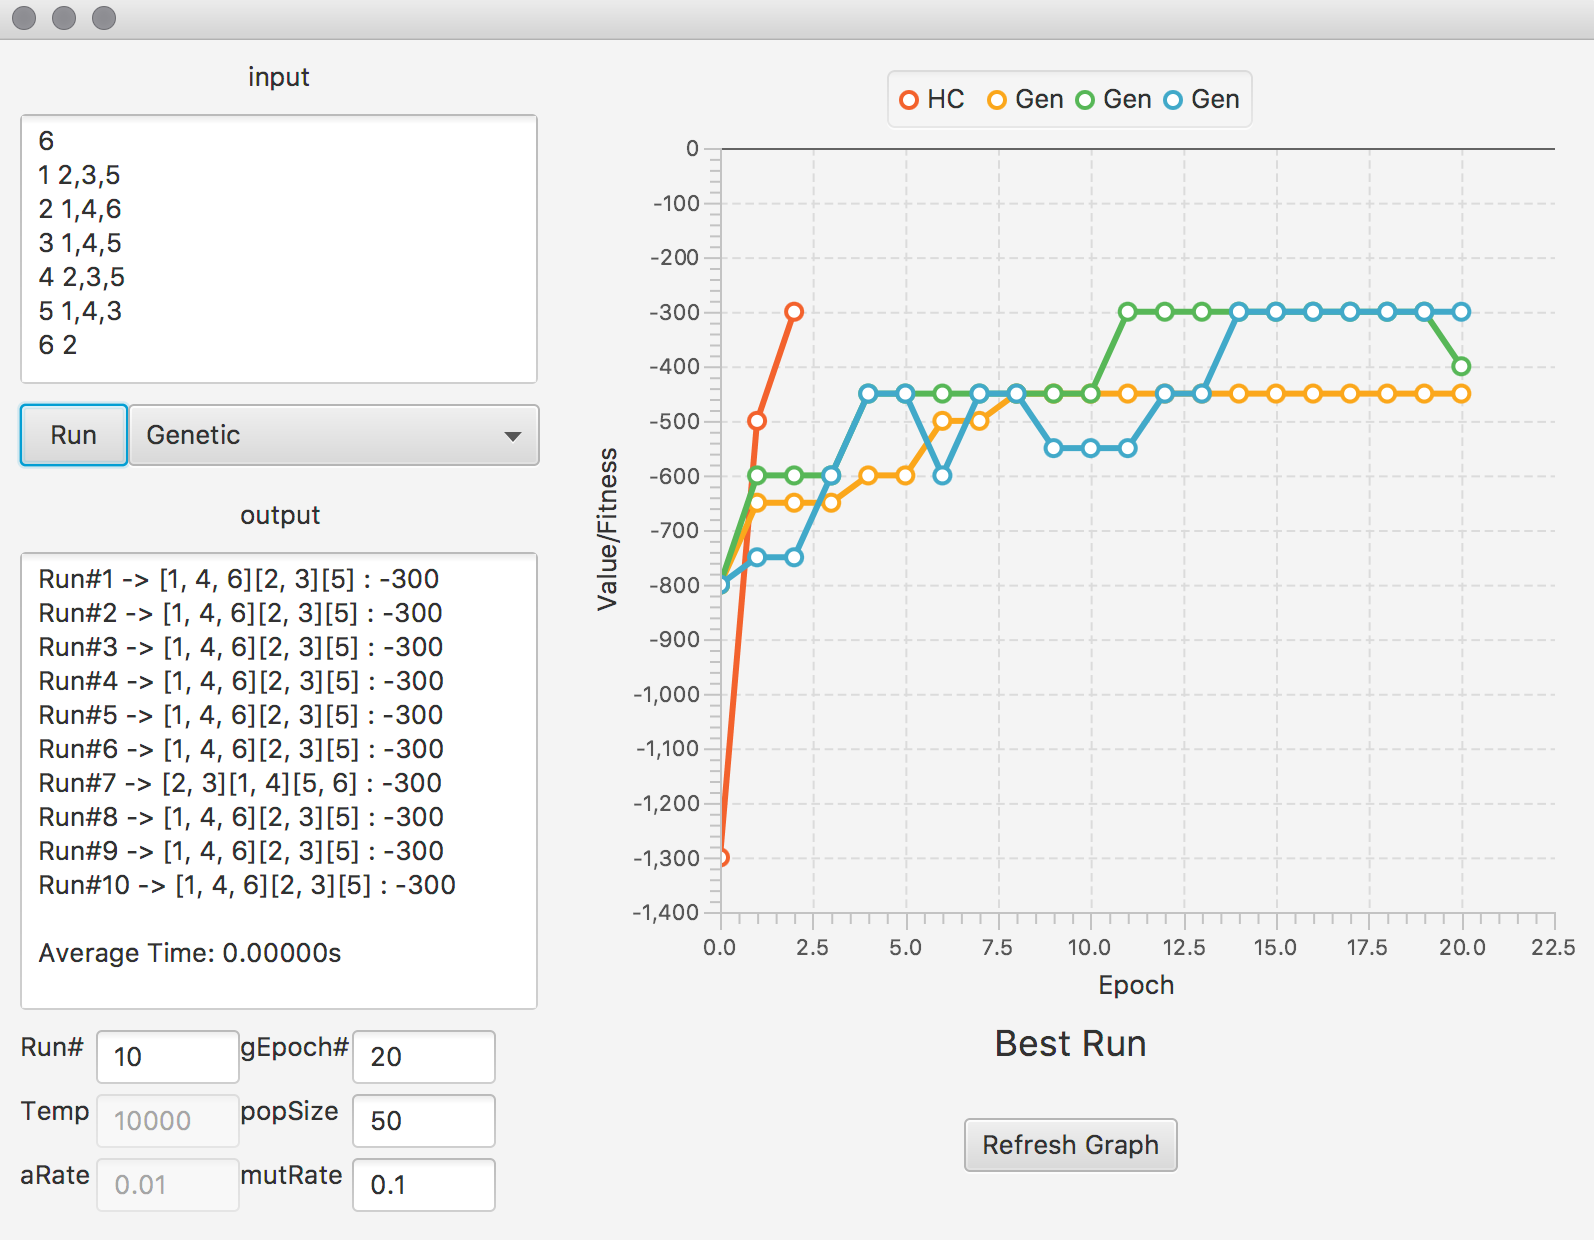 input
6
1 2,3,5
2 1,4,6
3 1,4,5
4 2,3,5
5 1,4,3
6 2
Run Genetic
output
Run#1 -> [1, 4, 6][2, 3][5] : -300
Run#2 -> [1, 4, 6][2, 3][5] : -300
Run#3 -> [1, 4, 6][2, 3][5] : -300
Run#4 -> [1, 4, 6][2, 3][5] : -300
Run#5 -> [1, 4, 6][2, 3][5] : -300
Run#6 -> [1, 4, 6][2, 3][5] : -300
Run#7 -> [2, 3][1, 4][5, 6] : -300
Run#8 -> [1, 4, 6][2, 3][5] : -300
Run#9 -> [1, 4, 6][2, 3][5] : -300
Run#10 -> [1, 4, 6][2, 3][5] : -300
Average Time: 0.00000s
Run# 10 gEpoch# 20
Temp 10000 popSize 50
aRate 0.01 mutRate 0.1
HC Gen Gen Gen
0
-100
-200
-300
-400
-500
-600
-700
-800
-900
-1,000
-1,100
-1,200
-1,300
-1,400
Value/Fitness
0.0 2.5 5.0 7.5 10.0 12.5 15.0 17.5 20.0 22.5
Epoch
Best Run
Refresh Graph